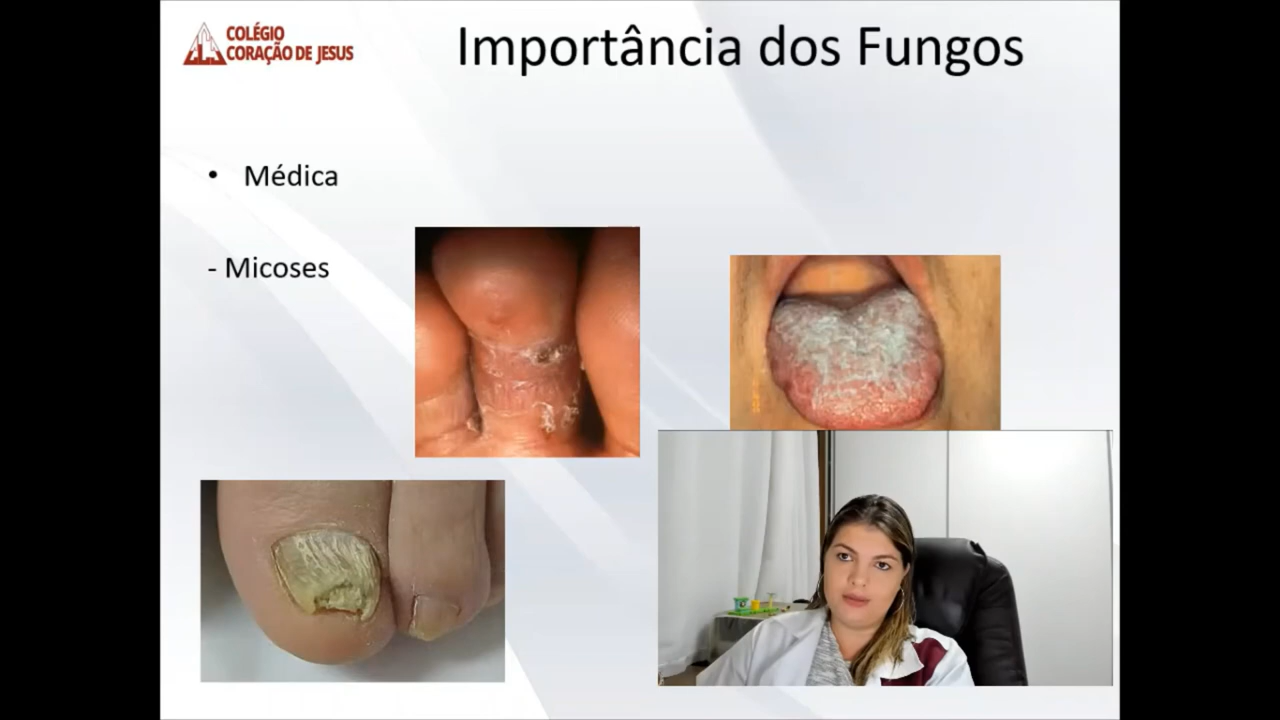 COLÉGIO
CORAÇÃO DE JESUS
Importância dos Fungos
• Médica
- Micoses